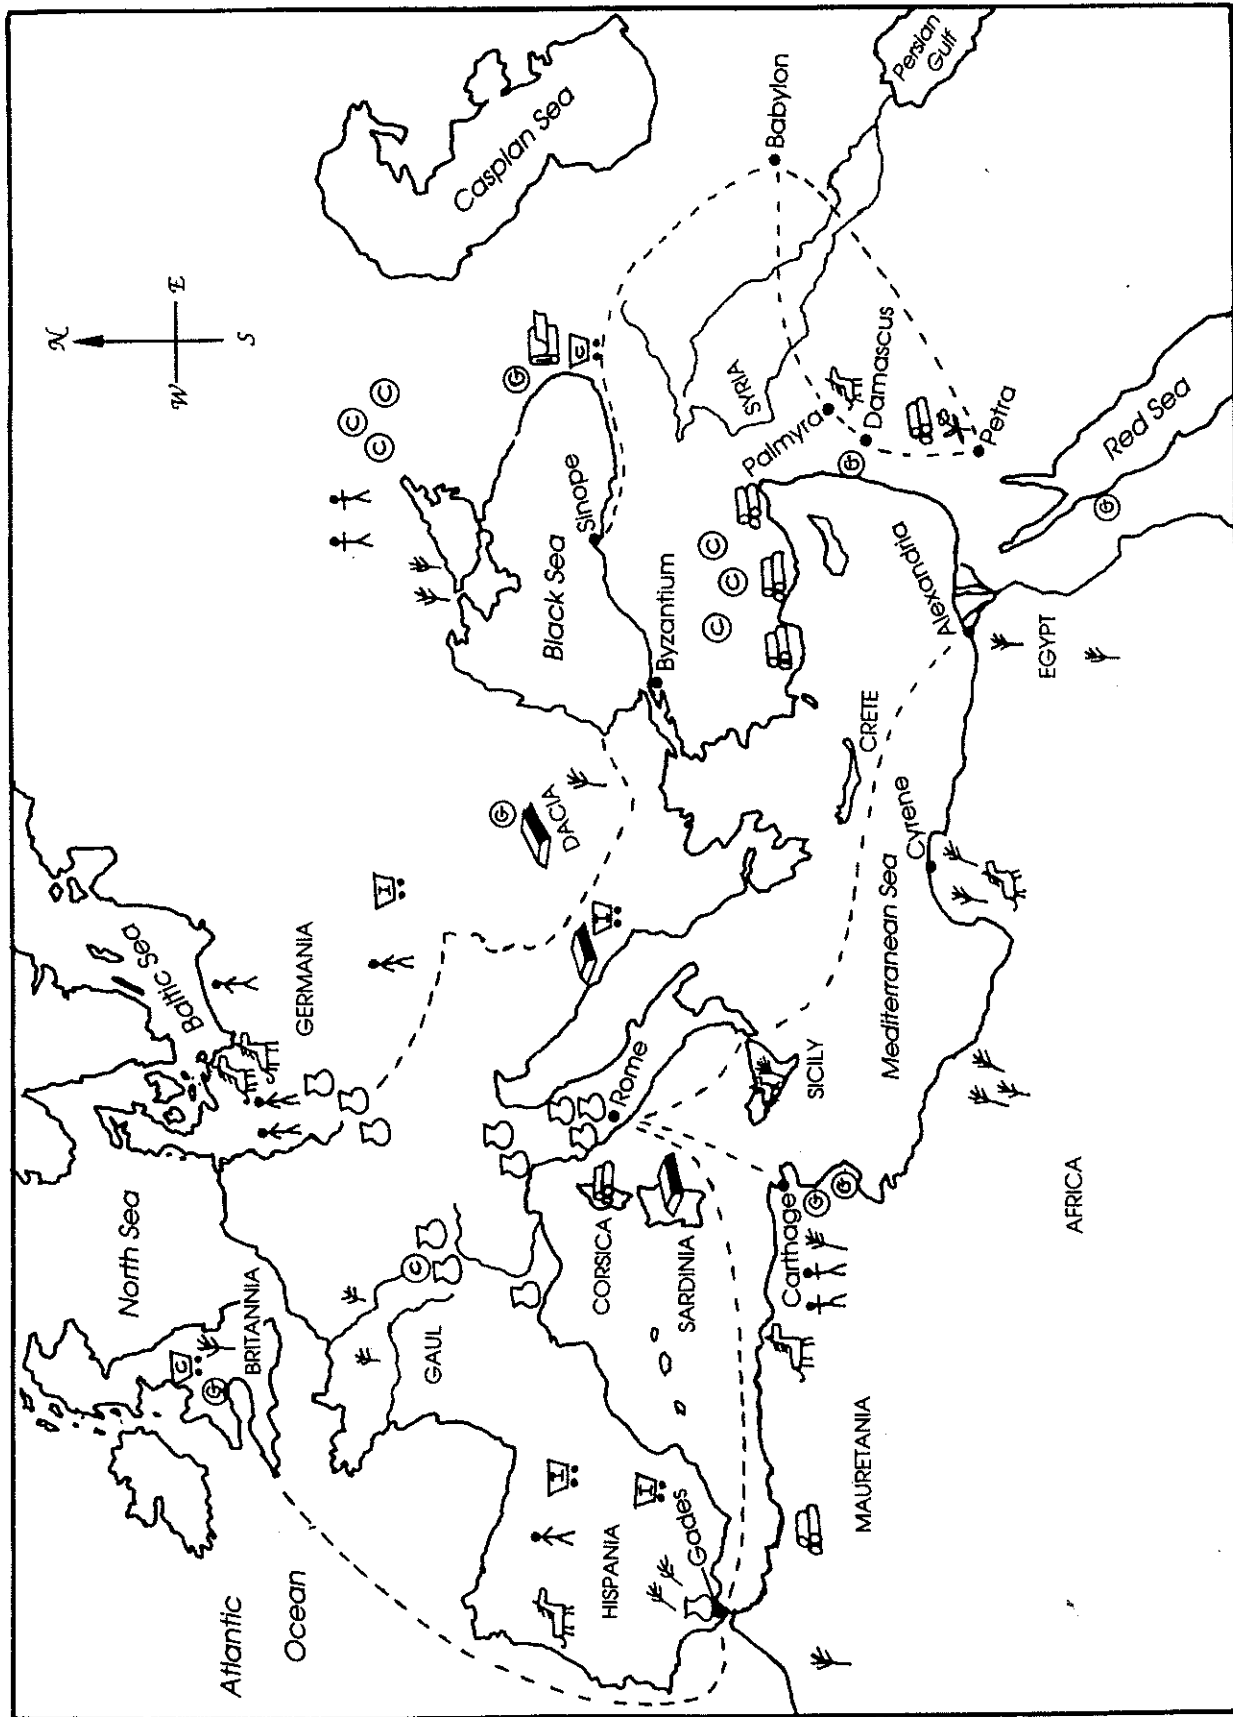 N
W
E
S
Atlantic
Ocean
North Sea
Baltic Sea
BRITANNIA
C
G
GERMANIA
I
GAUL
C
DACIA
G
Black Sea
Sinope
Byzantium
Casplan Sea
C
C
C
G
C
HISPANIA
I
I
Gades
CORSICA
SARDINIA
Rome
I
SICILY
Mediterranean Sea
CRETE
C
C
C
SYRIA
Palmyra
Damascus
G
Petra
Babylon
Persian
Gulf
Red Sea
G
Alexandria
EGYPT
Cyrene
Carthage
G
G
MAURETANIA
AFRICA